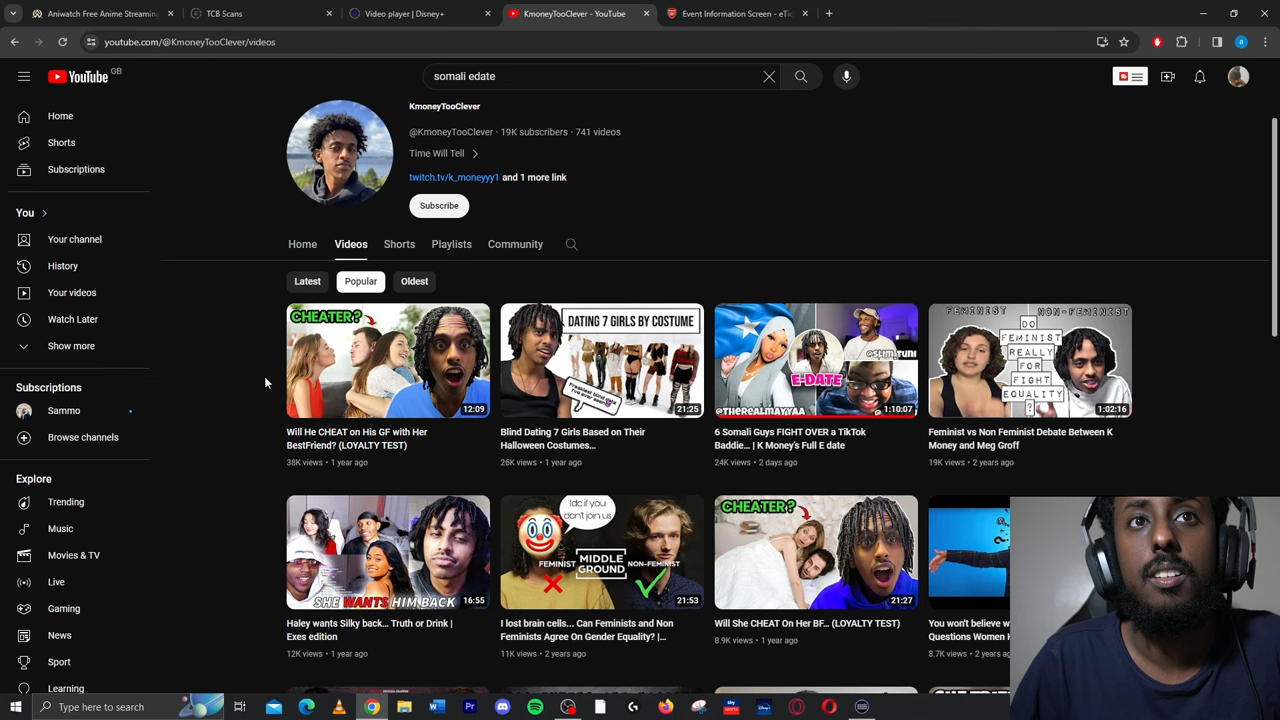 Aniwatch Free Anime Streaming
TCB Scans
Video player | Disney+
KmoneyTooClever - YouTube
Event Information Screen - eTic
youtube.com/@KmoneyTooClever/videos
a
YouTube GB
somali edate
Home
Shorts
Subscriptions
You
Your channel
History
Your videos
Watch Later
Show more
Subscriptions
Sammo
Browse channels
Explore
Trending
Music
Movies & TV
Live
Gaming
News
Sport
Learning
KmoneyTooClever
@KmoneyTooClever · 19K subscribers · 741 videos
Time Will Tell
twitch.tv/k_moneyyy1 and 1 more link
Subscribe
Home Videos Shorts Playlists Community
Latest Popular Oldest
CHEATER?
12:09
Will He CHEAT on His GF with Her
BestFriend? (LOYALTY TEST)
38K views • 1 year ago
DATING 7 GIRLS BY COSTUME
21:25
Blind Dating 7 Girls Based on Their
Halloween Costumes...
26K views • 1 year ago
@SLIM.TUNI
E-DATE
@THEREALMAYYAA
1:10:07
6 Somali Guys FIGHT OVER a TikTok
Baddie... | K Money's Full E date
24K views • 2 days ago
FEMINIST NON-FEMINIST
DO
FEMINIST
REALLY
FOR
FIGHT
EQUALITY
?
1:02:16
Feminist vs Non Feminist Debate Between K
Money and Meg Groff
19K views • 2 years ago
SHE WANTS HIM BACK
16:55
Haley wants Silky back... Truth or Drink |
Exes edition
12K views • 1 year ago
Idc if you
don't join us
FEMINIST
MIDDLE
GROUND
NON-FEMINIST
21:53
I lost brain cells... Can Feminists and Non
Feminists Agree On Gender Equality? |...
11K views • 2 years ago
CHEATER?
21:27
Will She CHEAT On Her BF... (LOYALTY TEST)
8.9K views • 1 year ago
You won't believe w
Questions Women H
8.7K views • 2 years ag
Type here to search
sky
sports
Disney+